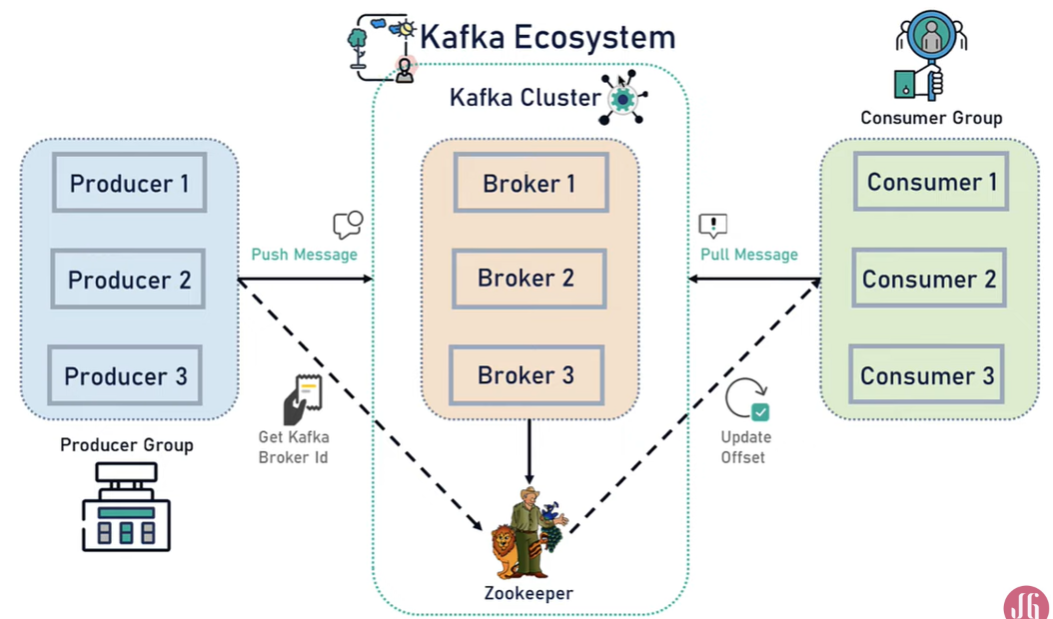 Kafka Ecosystem
Kafka Cluster
Consumer Group
Producer 1
Broker 1
Consumer 1
Push Message
Pull Message
Producer 2
Broker 2
Consumer 2
Producer 3
Broker 3
Consumer 3
Producer Group
Get Kafka
Broker Id
Update
Offset
Zookeeper